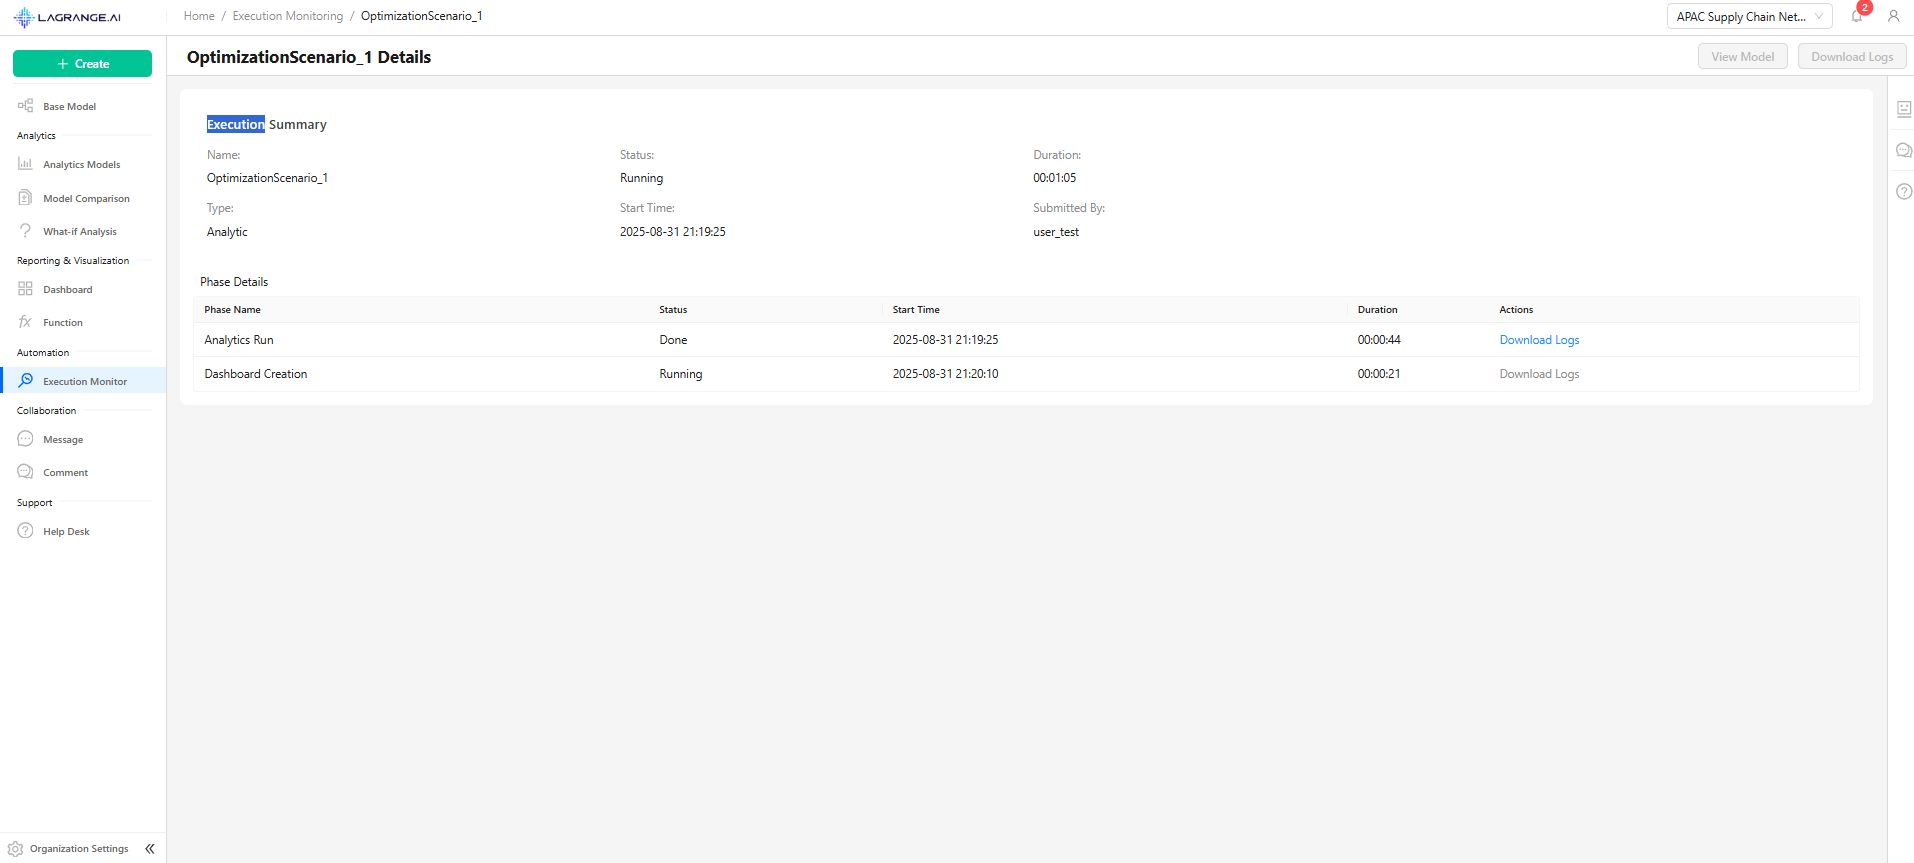 LAGRANGE.AI
Home / Execution Monitoring / OptimizationScenario_1
APAC Supply Chain Net...
2
Create
OptimizationScenario_1 Details
View Model
Download Logs
Base Model
Analytics
Analytics Models
Model Comparison
What-if Analysis
Reporting & Visualization
Dashboard
fx Function
Automation
Execution Monitor
Collaboration
Message
Comment
Support
Help Desk
Organization Settings
Execution Summary
Name: Status: Duration:
OptimizationScenario_1 Running 00:01:05
Type: Start Time: Submitted By:
Analytic 2025-08-31 21:19:25 user_test
Phase Details
Phase Name Status Start Time Duration Actions
Analytics Run Done 2025-08-31 21:19:25 00:00:44 Download Logs
Dashboard Creation Running 2025-08-31 21:20:10 00:00:21 Download Logs